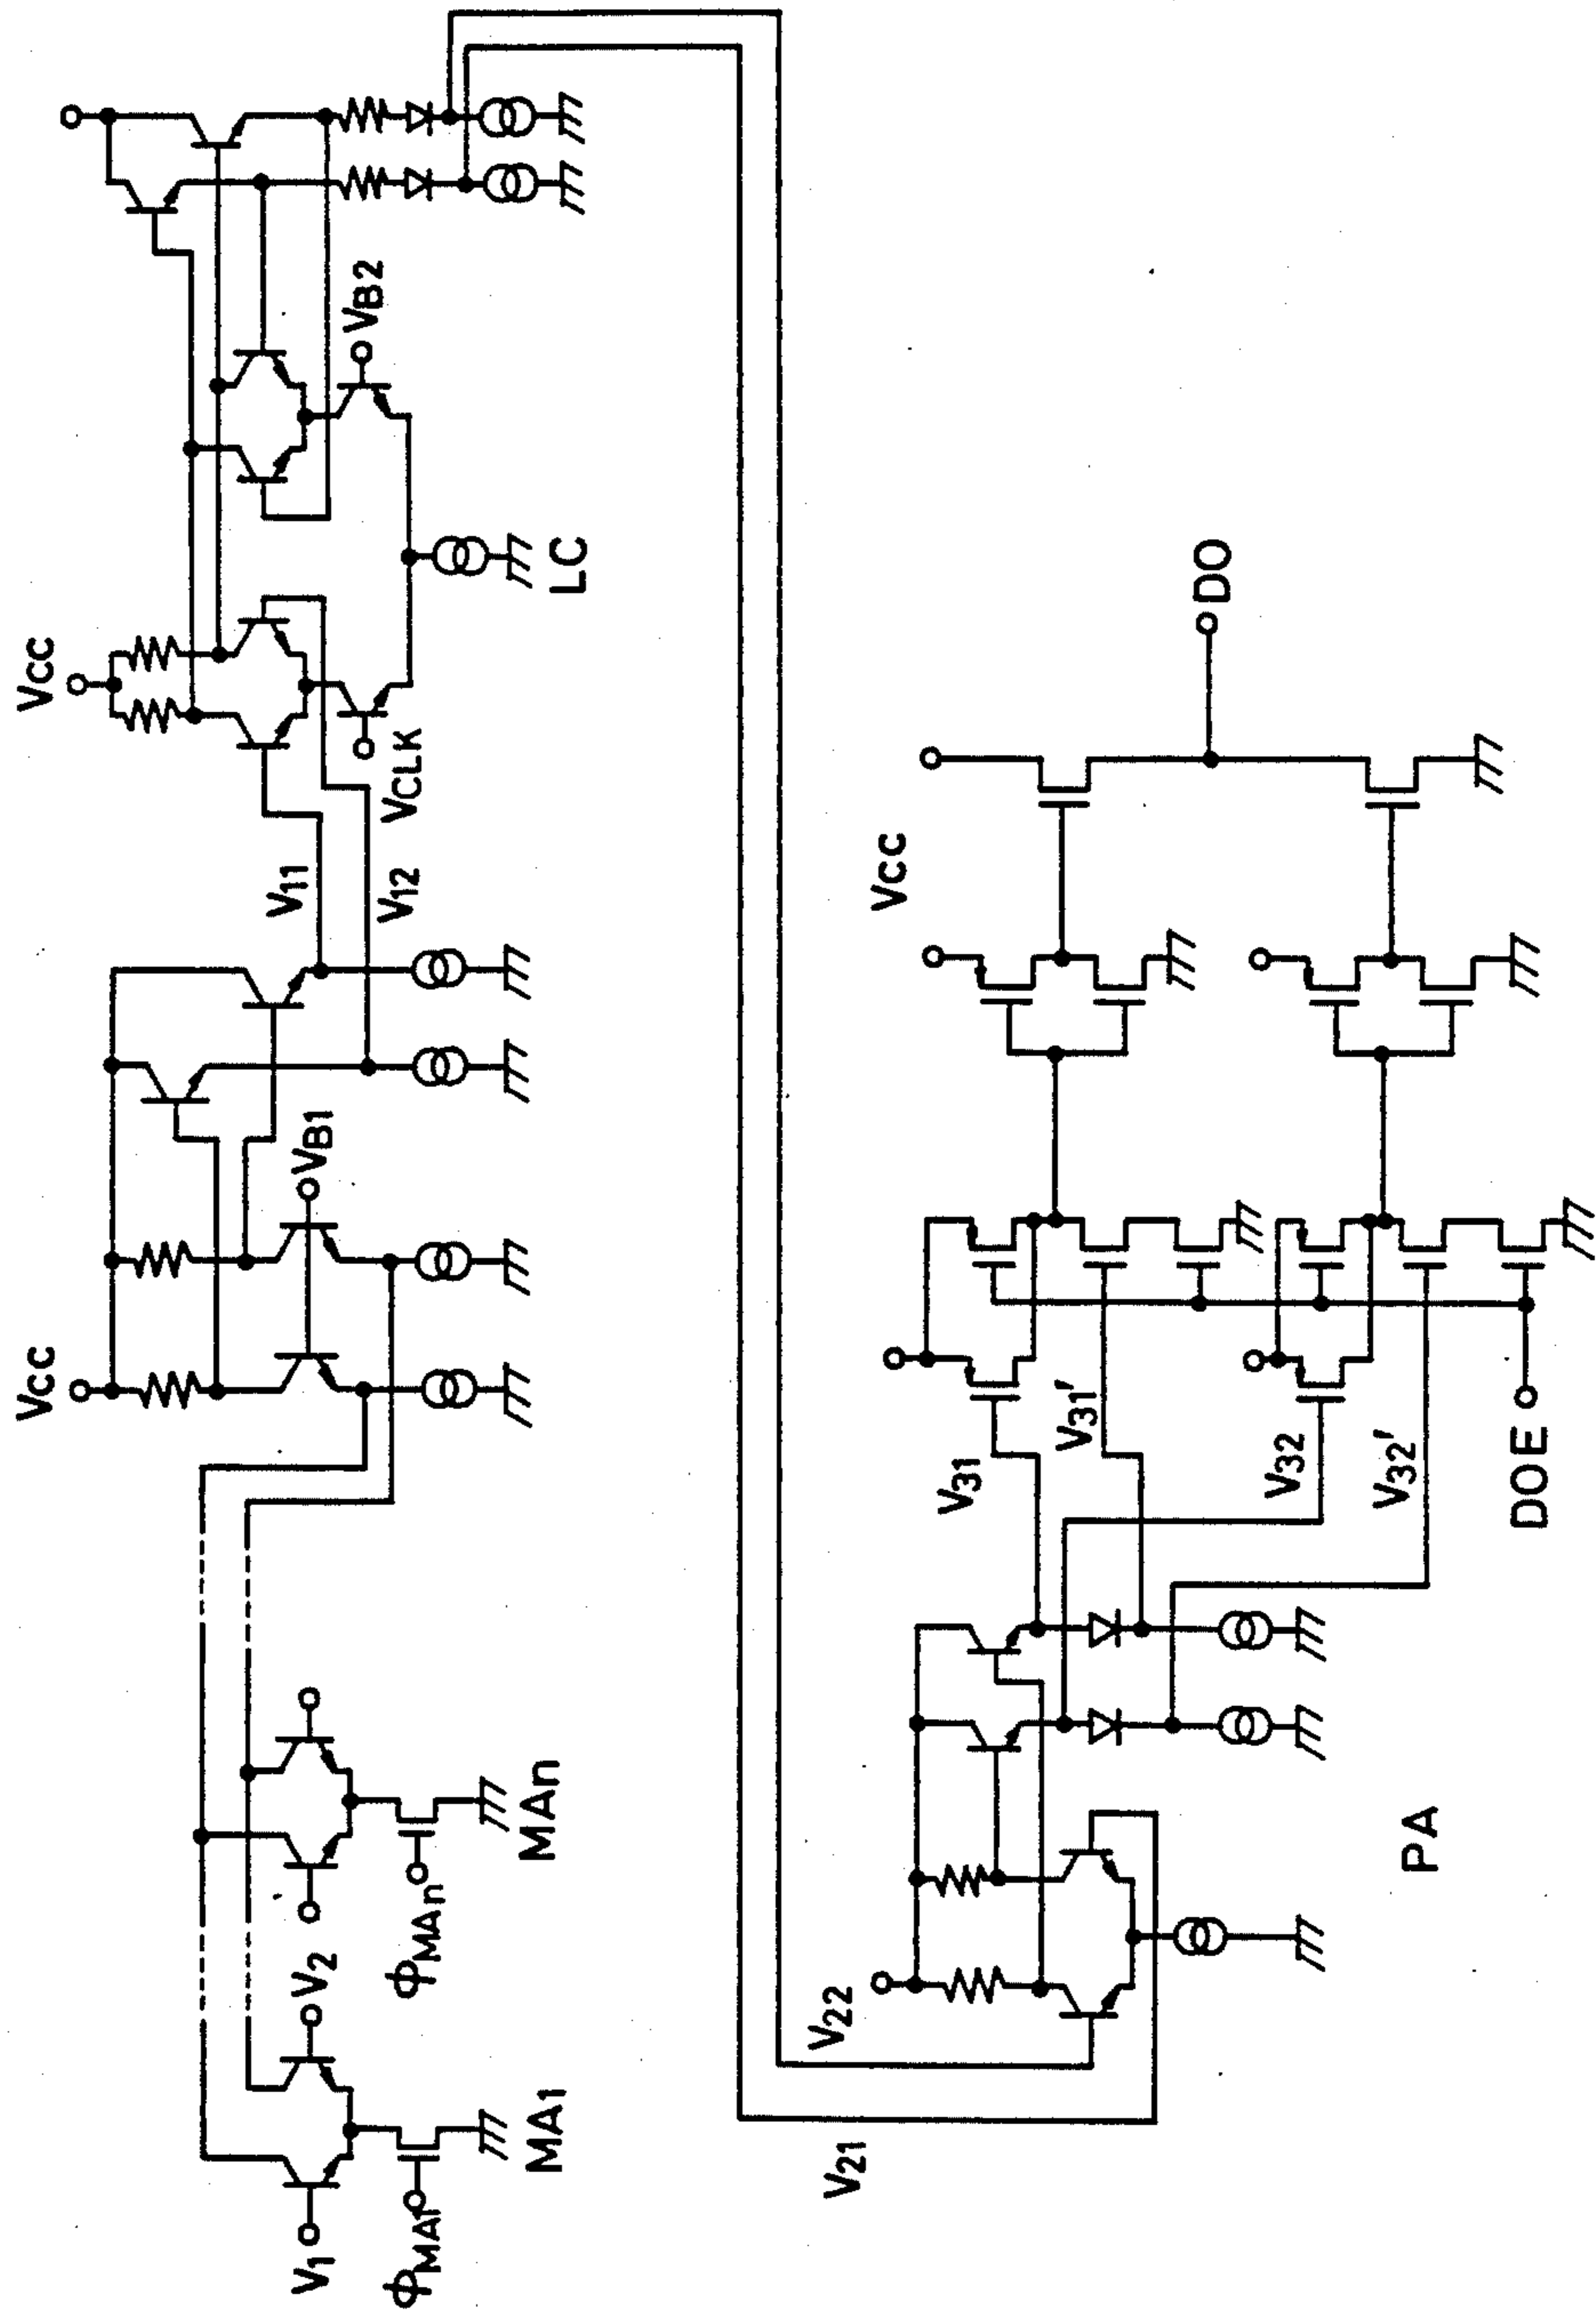 VCC
VCC
V11
V12
VB1
VCLK
VB2
LC
V1
V2
ΦMA1
ΦMAn
MA1
MAn
V21
V22
PA
V31
V31'
V32
V32'
DOE
VCC
DO